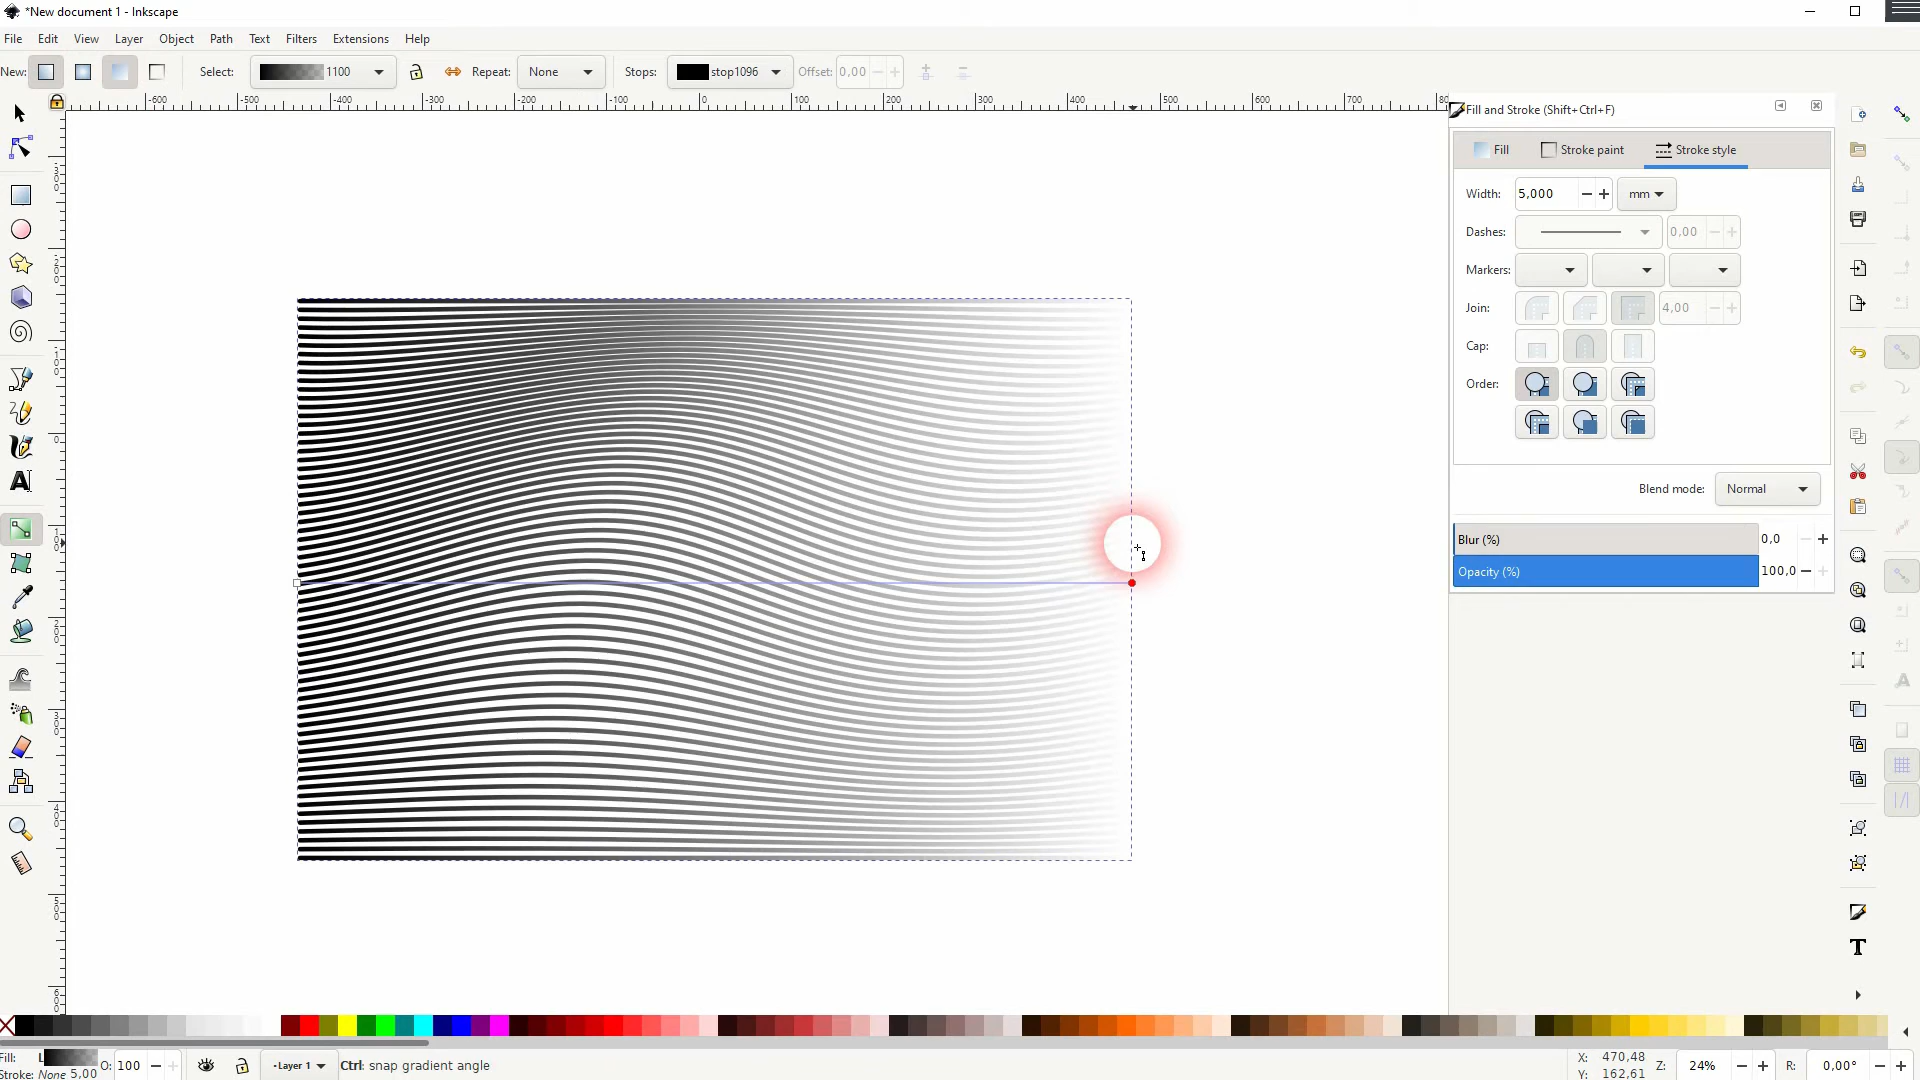 *New document 1 - Inkscape
File Edit View Layer Object Path Text Filters Extensions Help
New: Select: 1100 Repeat: None Stops: stop1096 Offset: 0,00
-600 -500 -400 -300 -200 -100 0 100 200 300 400 500 600 700
Fill and Stroke (Shift+Ctrl+F)
Fill Stroke paint Stroke style
Width: 5,000 mm
Dashes: 0,00
Markers:
Join: 4,00
Cap:
Order:
Blend mode: Normal
Blur (%) 0,0
Opacity (%) 100,0
Fill: L O: 100 Layer 1 Ctrl: snap gradient angle X: 470,48 Z: 24% R: 0,00°
Stroke: None 5,00 Y: 162,61